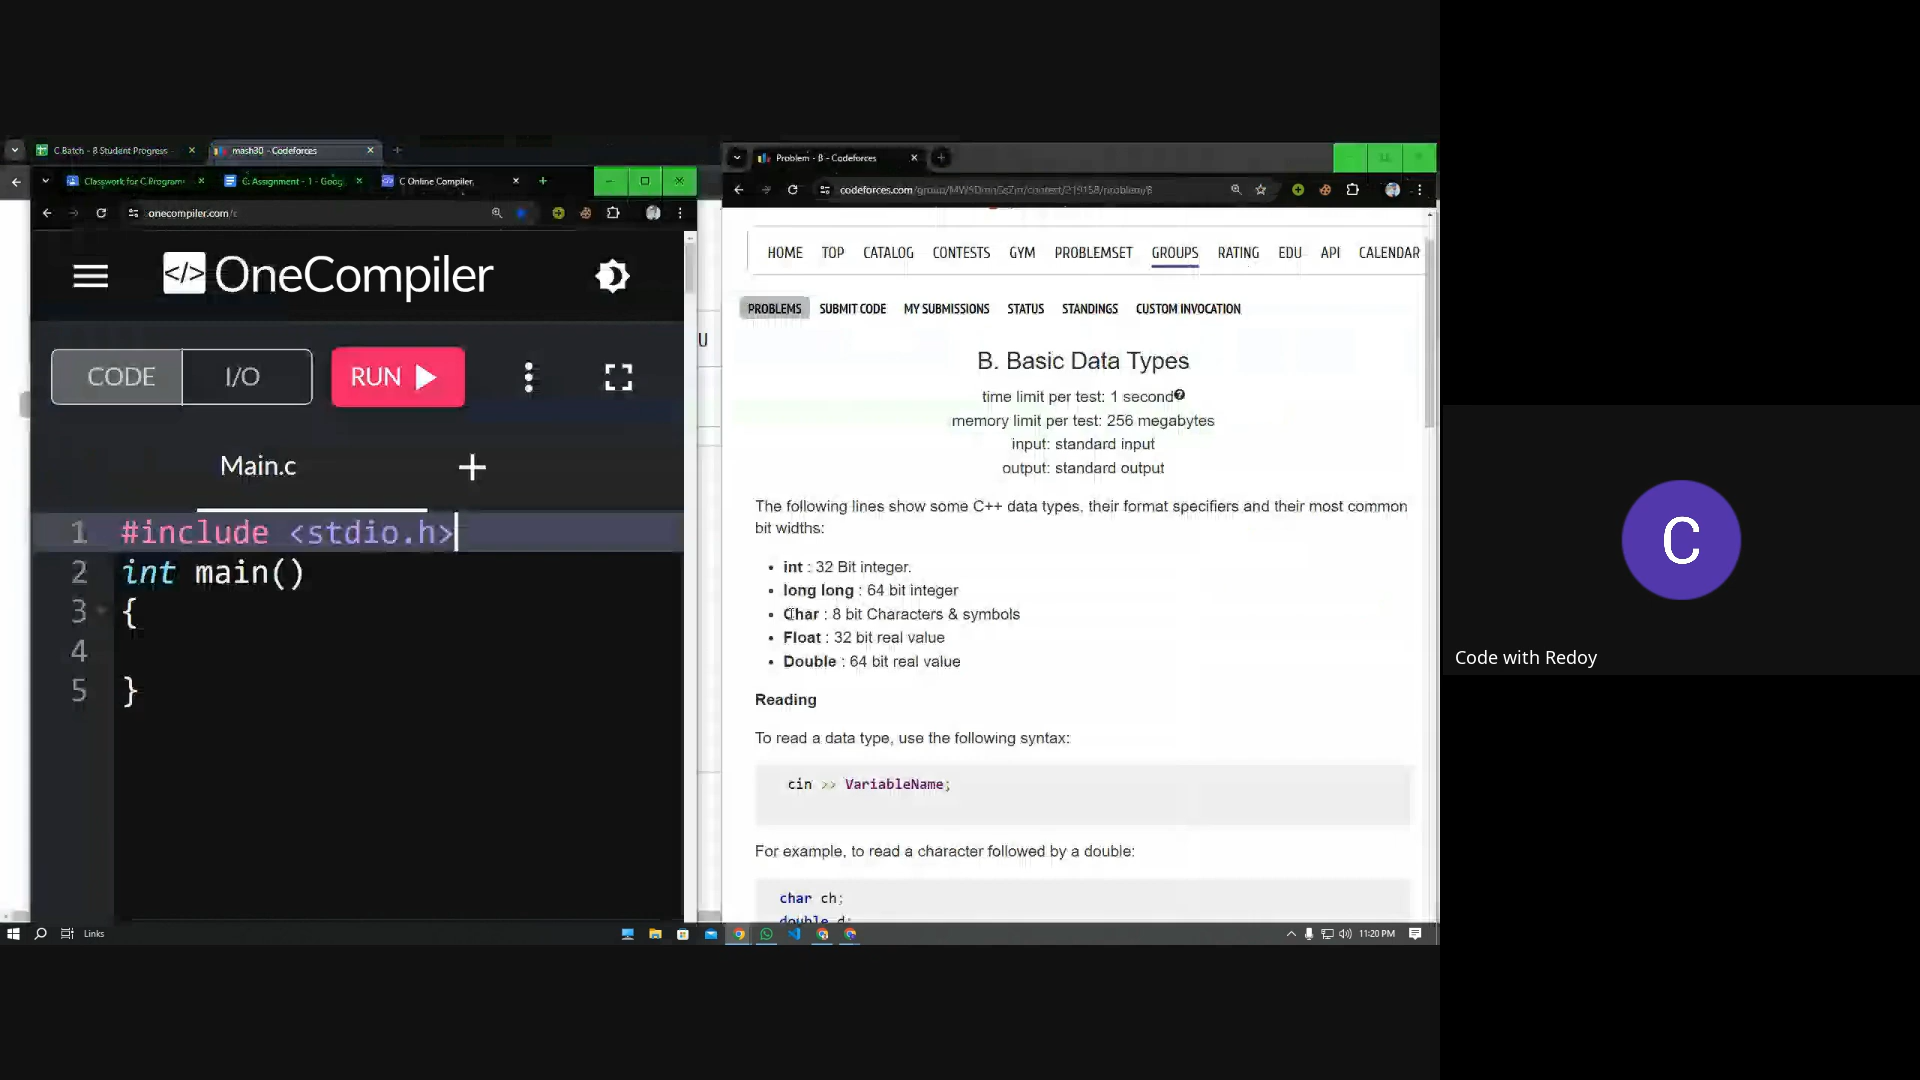 C Batch - B Student Progress -
mash30 - Codeforces
Classwork for C Program
C: Assignment - 1 - Goog
C Online Compiler,
onecompiler.com/c
OneCompiler
CODE
I/O
RUN
Main.c
1 #include <stdio.h>
2 int main()
3 {
4
5 }
U
Problem - B - Codeforces
HOME TOP CATALOG CONTESTS GYM PROBLEMSET GROUPS RATING EDU API CALENDAR
PROBLEMS SUBMIT CODE MY SUBMISSIONS STATUS STANDINGS CUSTOM INVOCATION
B. Basic Data Types
time limit per test: 1 second
memory limit per test: 256 megabytes
input: standard input
output: standard output
The following lines show some C++ data types, their format specifiers and their most common
bit widths:
int : 32 Bit integer.
long long : 64 bit integer
Char : 8 bit Characters & symbols
Float : 32 bit real value
Double : 64 bit real value
Reading
To read a data type, use the following syntax:
cin >> VariableName;
For example, to read a character followed by a double:
char ch;
double d;
Links
11:20 PM
C
Code with Redoy